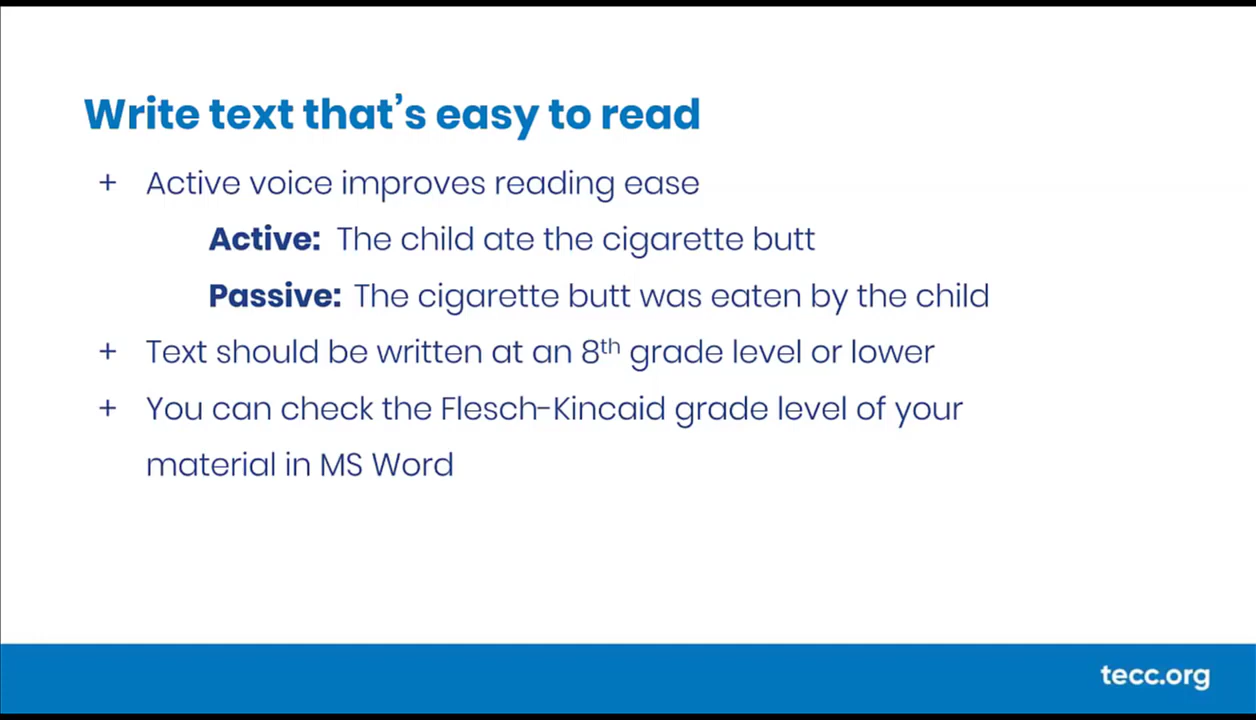 Write text that’s easy to read
+ Active voice improves reading ease
Active: The child ate the cigarette butt
Passive: The cigarette butt was eaten by the child
+ Text should be written at an 8th grade level or lower
+ You can check the Flesch-Kincaid grade level of your
material in MS Word
tecc.org